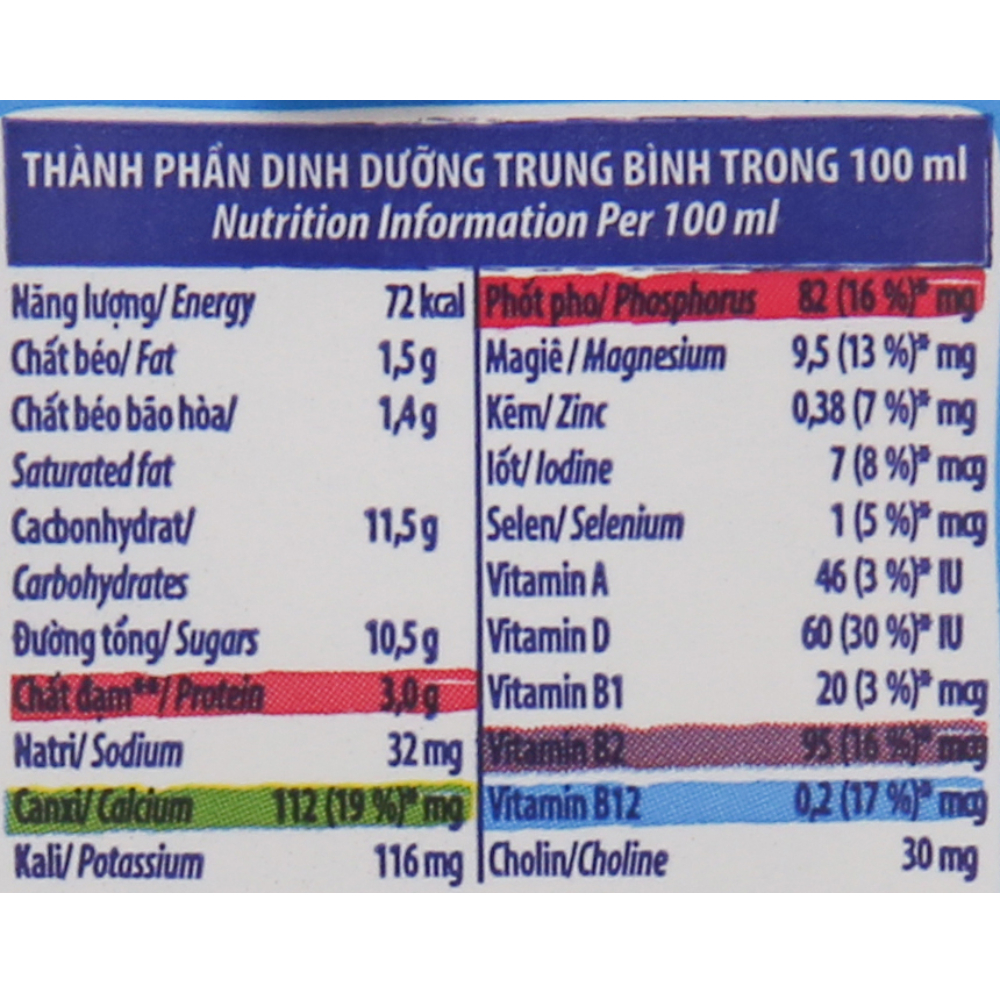 THÀNH PHẨN DINH DƯỠNG TRUNG BÌNH TRONG 100 ml
Nutrition Information Per 100 ml
Năng lượng/ Energy 72 kcal
Chất béo/ Fat 1,5 g
Chất béo bão hòa/ 1,4 g
Saturated fat
Cacbonhydrat/ 11,5 g
Carbohydrates
Đường tổng/ Sugars 10,5 g
Chất đạm**/ Protein 3,0 g
Natri/ Sodium 32 mg
Canxi/ Calcium 112 (19 %)* mg
Kali/ Potassium 116 mg
Phốt pho/ Phosphorus 82 (16 %)* mg
Magiê / Magnesium 9,5 (13 %)* mg
Kẽm/ Zinc 0,38 (7 %)* mg
Iốt/ Iodine 7 (8 %)* mcg
Selen/ Selenium 1 (5 %)* mcg
Vitamin A 46 (3 %)* IU
Vitamin D 60 (30 %)* IU
Vitamin B1 20 (3 %)* mcg
Vitamin B2 95 (16 %)* mcg
Vitamin B12 0,2 (17 %)* mcg
Cholin/Choline 30 mg